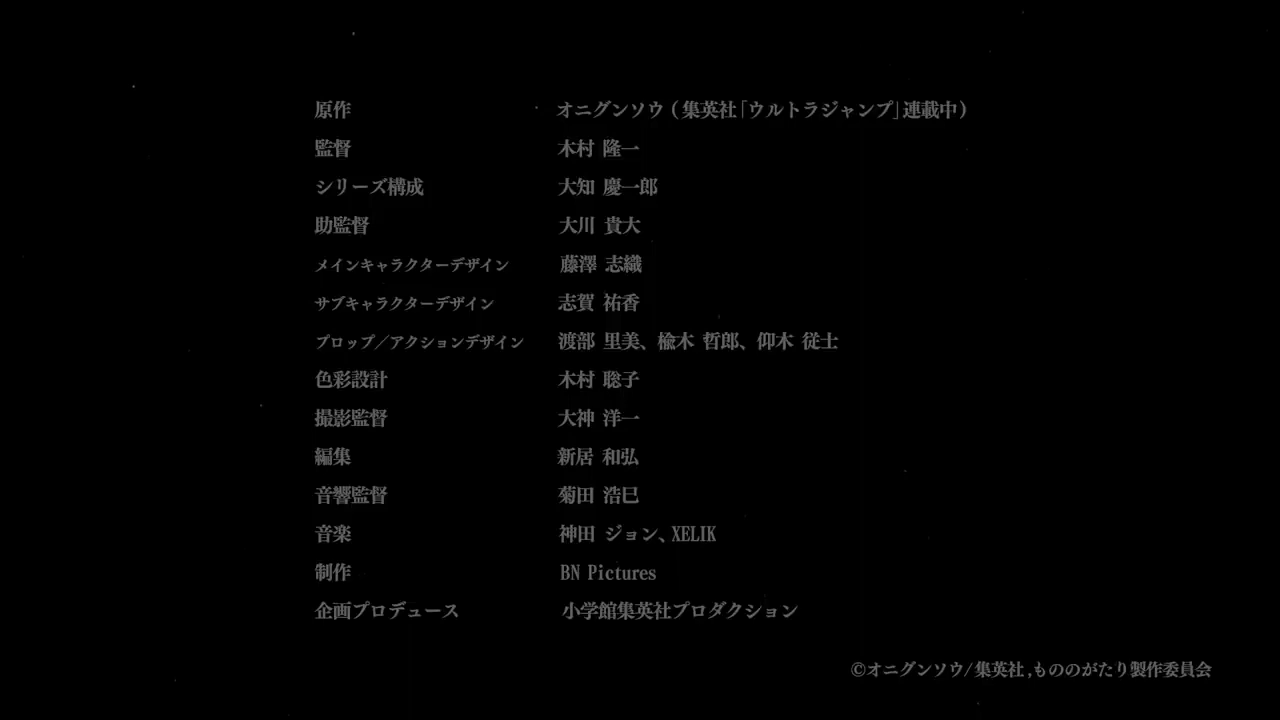 原作 オニグンソウ（集英社「ウルトラジャンプ」連載中）
監督 木村 隆一
シリーズ構成 大知 慶一郎
助監督 大川 貴大
メインキャラクターデザイン 藤澤 志織
サブキャラクターデザイン 志賀 祐香
プロップ／アクションデザイン 渡部 里美、楡木 哲郎、仰木 従士
色彩設計 木村 聡子
撮影監督 大神 洋一
編集 新居 和弘
音響監督 菊田 浩巳
音楽 神田 ジョン、XELIK
制作 BN Pictures
企画プロデュース 小学館集英社プロダクション
©オニグンソウ/集英社,もののがたり製作委員会